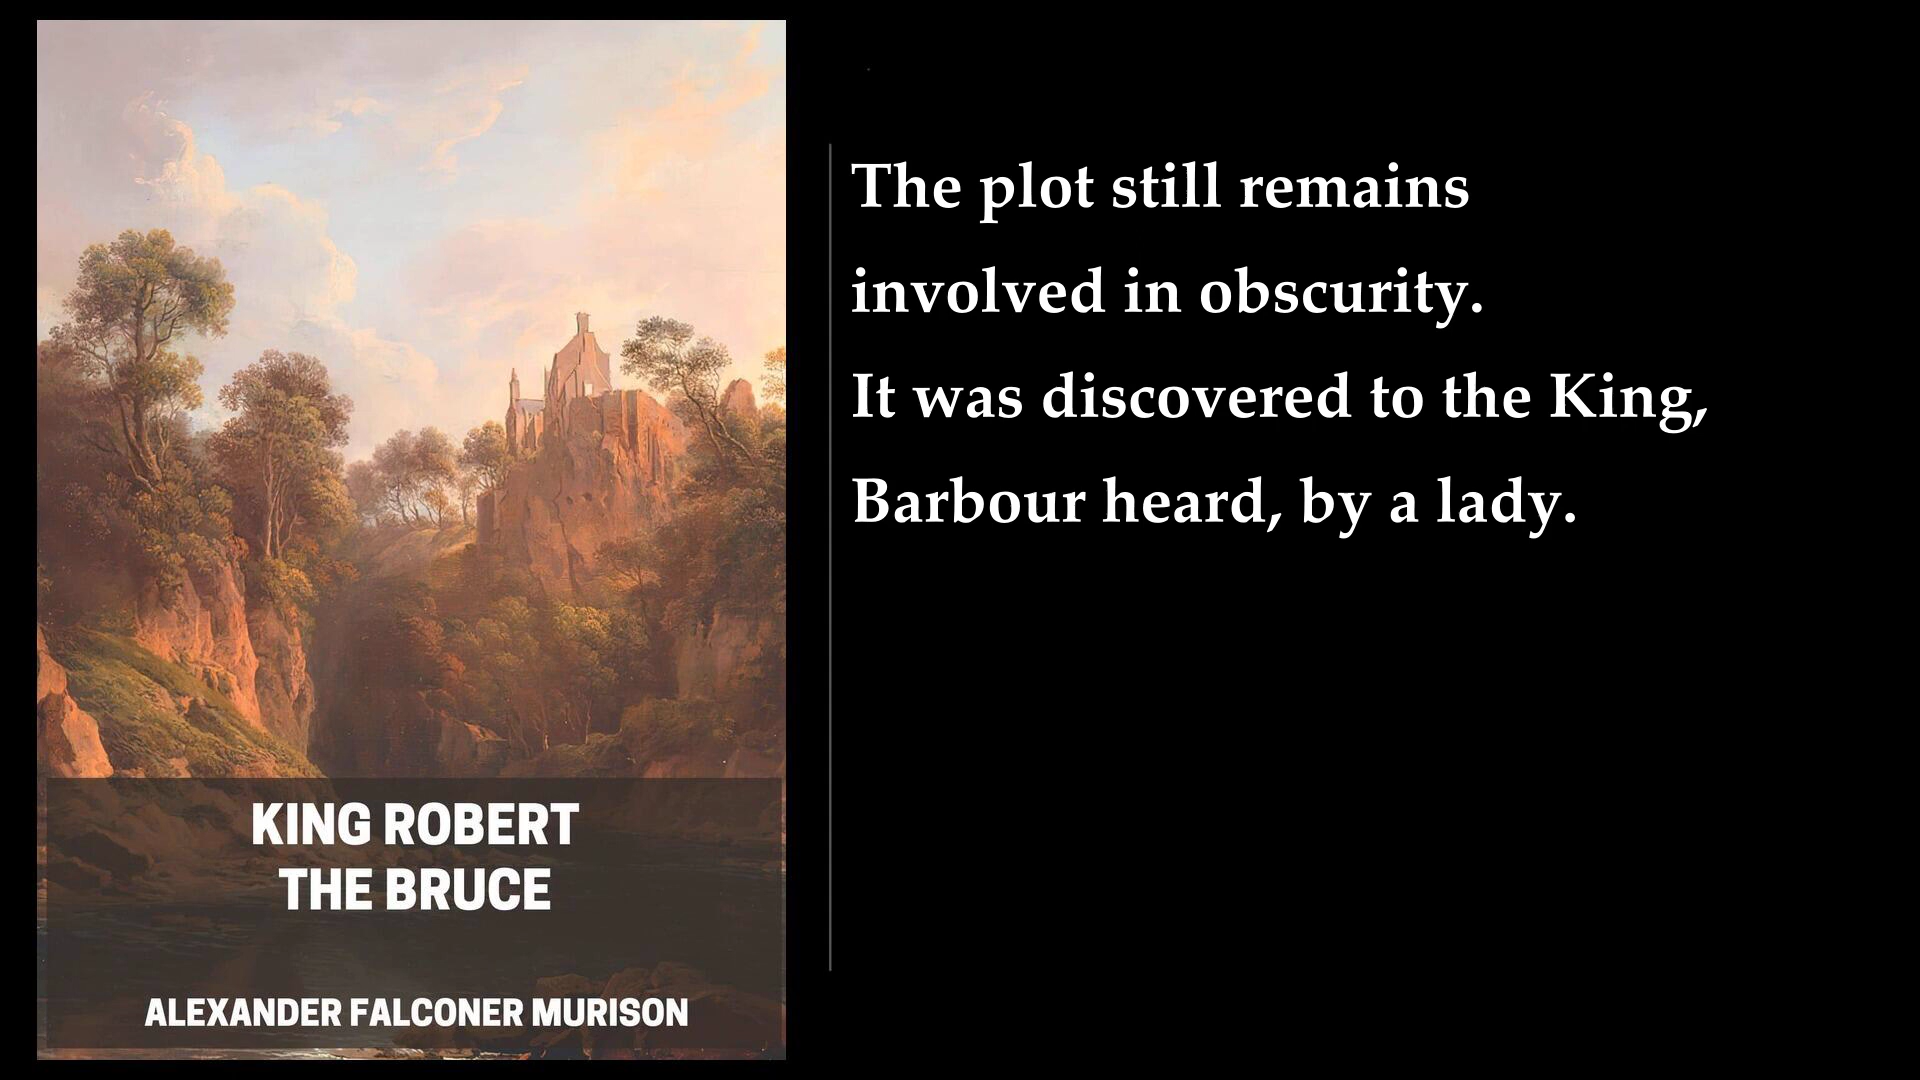 The plot still remains
involved in obscurity.
It was discovered to the King,
Barbour heard, by a lady.
KING ROBERT
THE BRUCE
ALEXANDER FALCONER MURISON